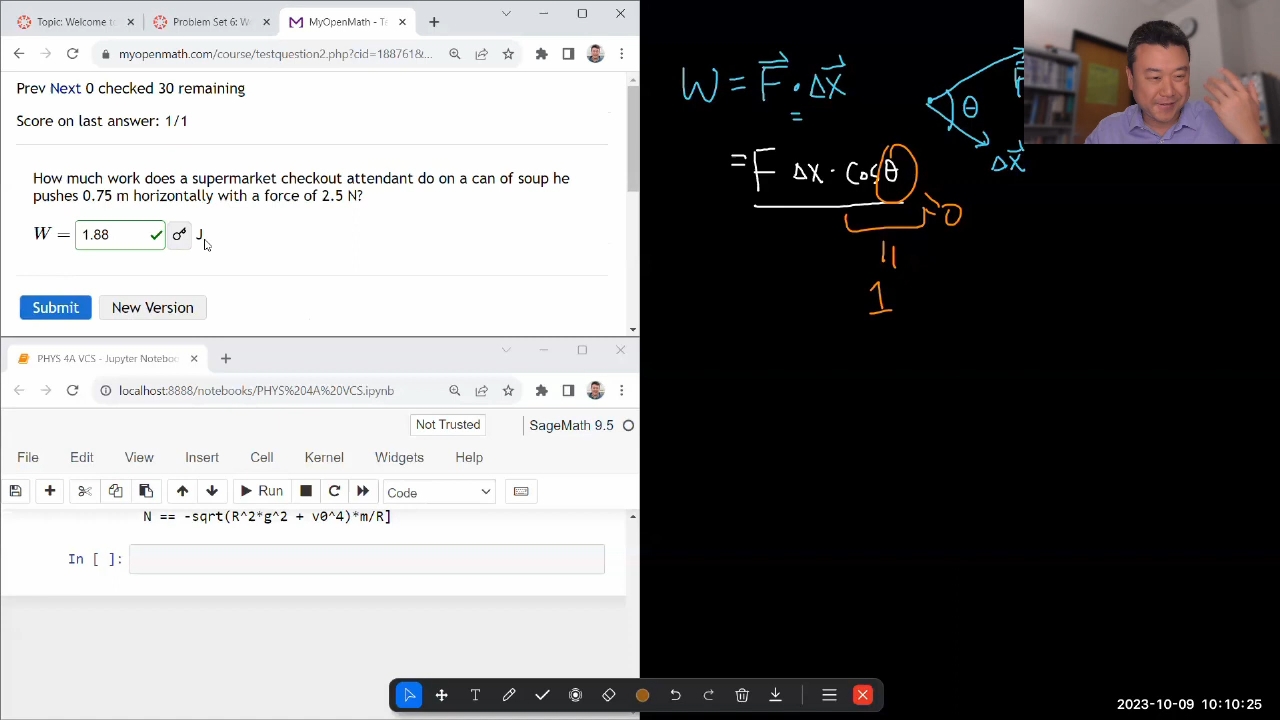 Topic: Welcome t
Problem Set 6: W
MyOpenMath - Te
myopenmath.com/course/testquestion2.php?cid=188761&...
Prev Next 0 checked 30 remaining
Score on last answer: 1/1
How much work does a supermarket checkout attendant do on a can of soup he
pushes 0.75 m horizontally with a force of 2.5 N?
W = 1.88 J
Submit
New Version
PHYS 4A VCS - Jupyter Noteboo
localhost:8888/notebooks/PHYS%204A%20VCS.ipynb
Not Trusted
SageMath 9.5
File Edit View Insert Cell Kernel Widgets Help
Run
Code
N == -sqrt(R^2*g^2 + v0^4)*m/R]
In [ ]:
W = F⃗ · Δx⃗
= F Δx · cosθ
0
1
θ
F⃗
Δx⃗
2023-10-09 10:10:25